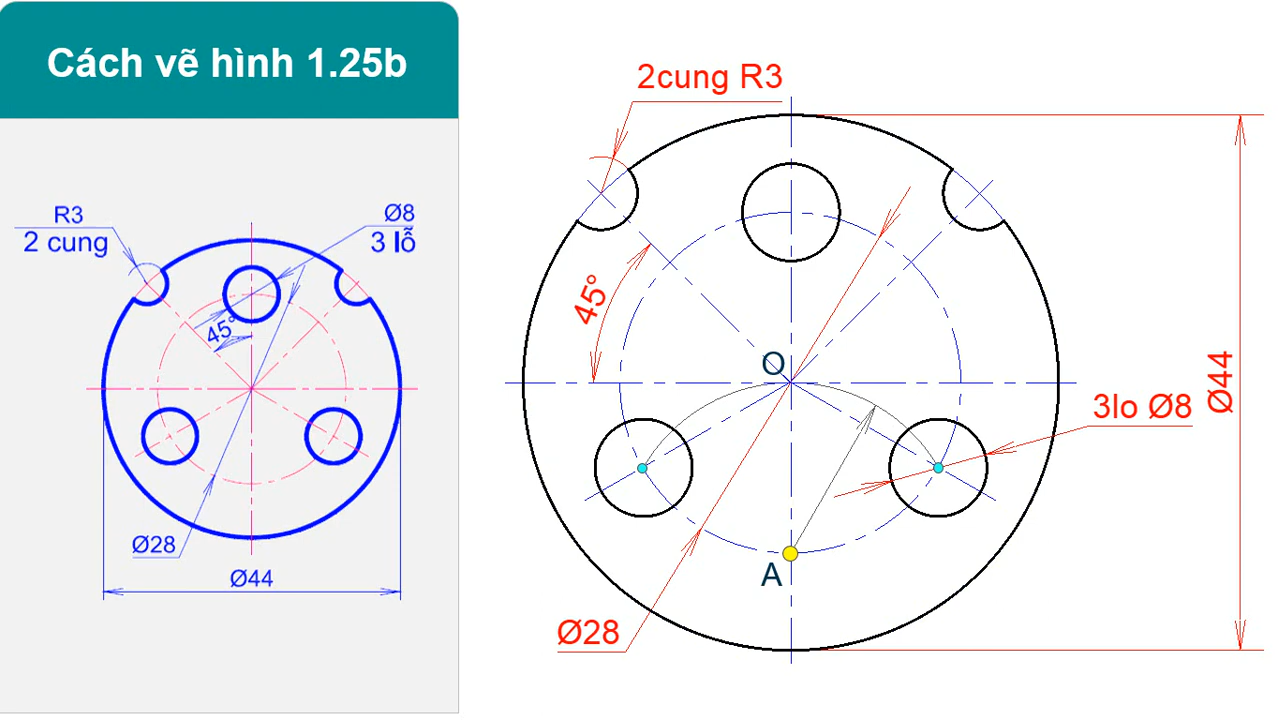 Cách vẽ hình 1.25b
R3
2 cung
Ø8
3 lỗ
45°
Ø28
Ø44
2cung R3
45°
O
3lo Ø8
Ø44
A
Ø28